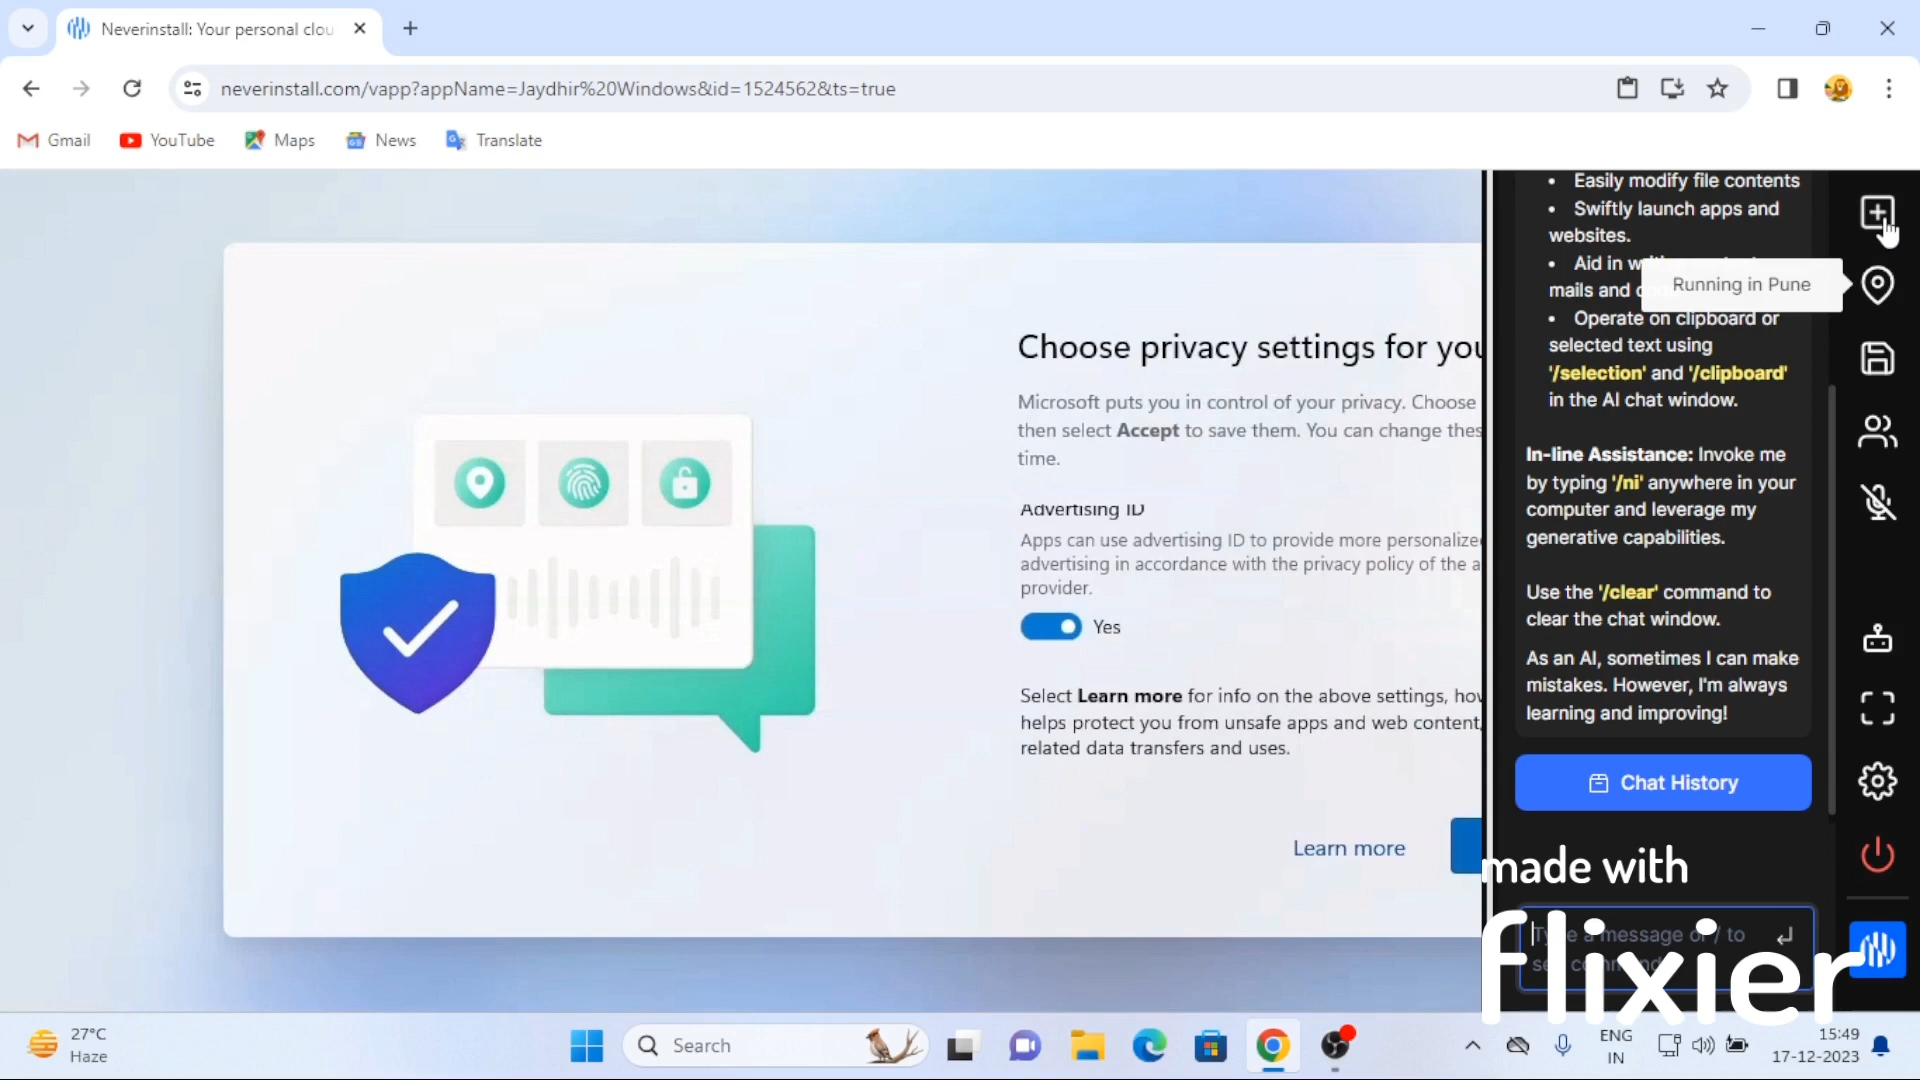 Neverinstall: Your personal clou
neverinstall.com/vapp?appName=Jaydhir%20Windows&id=1524562&ts=true
Gmail
YouTube
Maps
News
Translate
Choose privacy settings for you
Microsoft puts you in control of your privacy. Choose
then select Accept to save them. You can change thes
time.
Advertising ID
Apps can use advertising ID to provide more personalize
advertising in accordance with the privacy policy of the a
provider.
Yes
Select Learn more for info on the above settings, how
helps protect you from unsafe apps and web content,
related data transfers and uses.
Learn more
• Easily modify file contents
• Swiftly launch apps and
websites.
• Aid in
mails and
Running in Pune
• Operate on clipboard or
selected text using
'/selection' and '/clipboard'
in the AI chat window.
In-line Assistance: Invoke me
by typing '/ni' anywhere in your
computer and leverage my
generative capabilities.
Use the '/clear' command to
clear the chat window.
As an AI, sometimes I can make
mistakes. However, I'm always
learning and improving!
Chat History
made with
flixier
Type a message or / to
27°C
Haze
Search
ENG
IN
15:49
17-12-2023